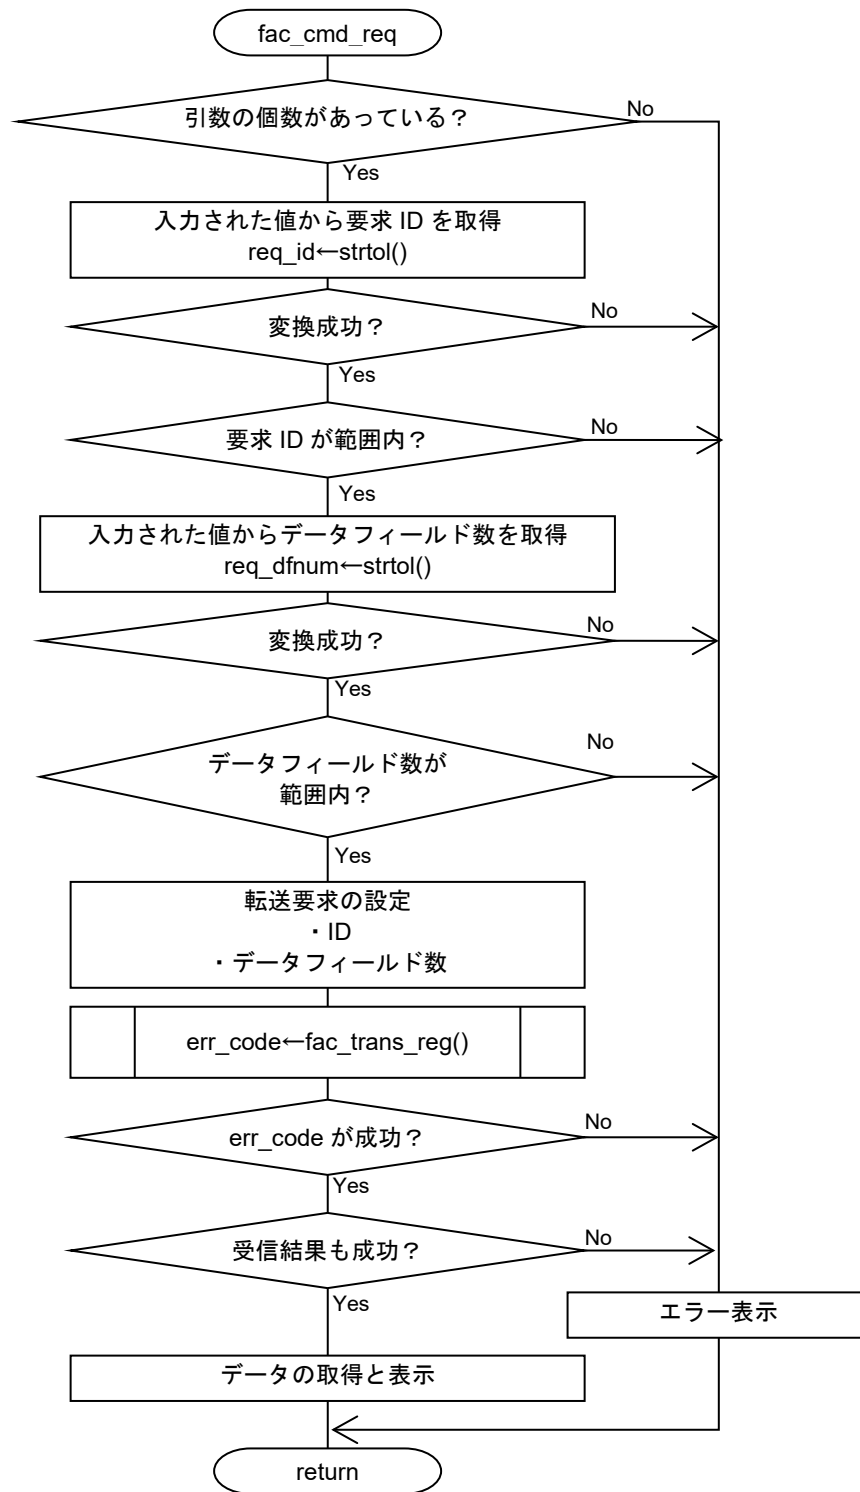 fac_cmd_req
引数の個数があっている？
No
Yes
入力された値から要求 ID を取得
req_id←strtol()
変換成功？
No
Yes
要求 ID が範囲内？
No
Yes
入力された値からデータフィールド数を取得
req_dfnum←strtol()
変換成功？
No
Yes
データフィールド数が
範囲内？
No
Yes
転送要求の設定
・ID
・データフィールド数
err_code←fac_trans_reg()
err_code が成功？
No
Yes
受信結果も成功？
No
Yes
エラー表示
データの取得と表示
return